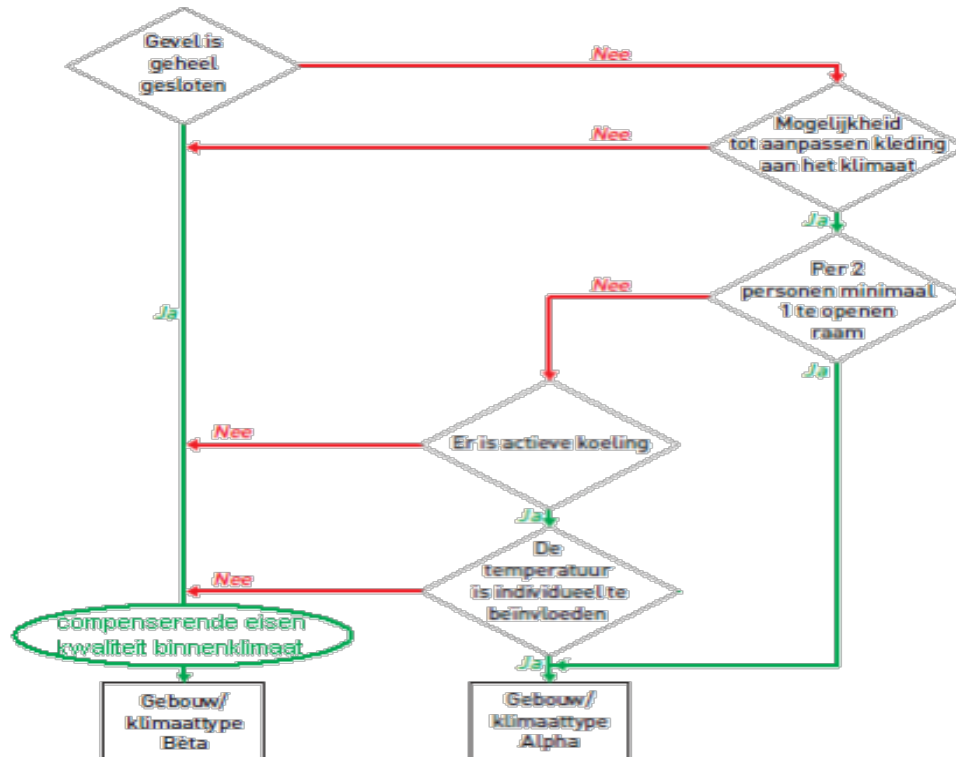 Gevel is
geheel
gesloten
Nee
Mogelijkheid
tot aanpassen kleding
aan het klimaat
Nee
Ja
Per 2
personen minimaal
1 te openen
raam
Nee
Ja
Ja
Er is actieve koeling
Nee
Ja
De
temperatuur
is individueel te
beïnvloeden
Nee
Ja
compenserende eisen
kwaliteit binnenklimaat
Gebouw/
klimaattype
Bèta
Gebouw/
klimaattype
Alpha